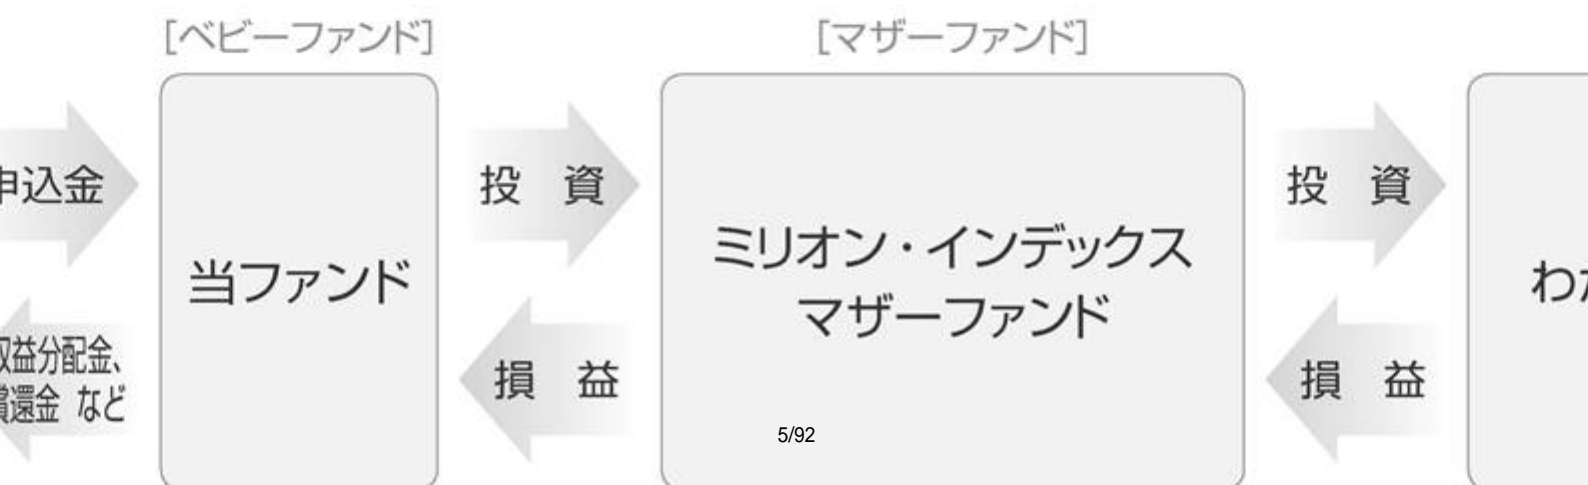 [ベビーファンド]
[マザーファンド]
申込金
投 資
投 資
当ファンド
ミリオン・インデックス
マザーファンド
わ
収益分配金、
償還金 など
損 益
損 益
5/92